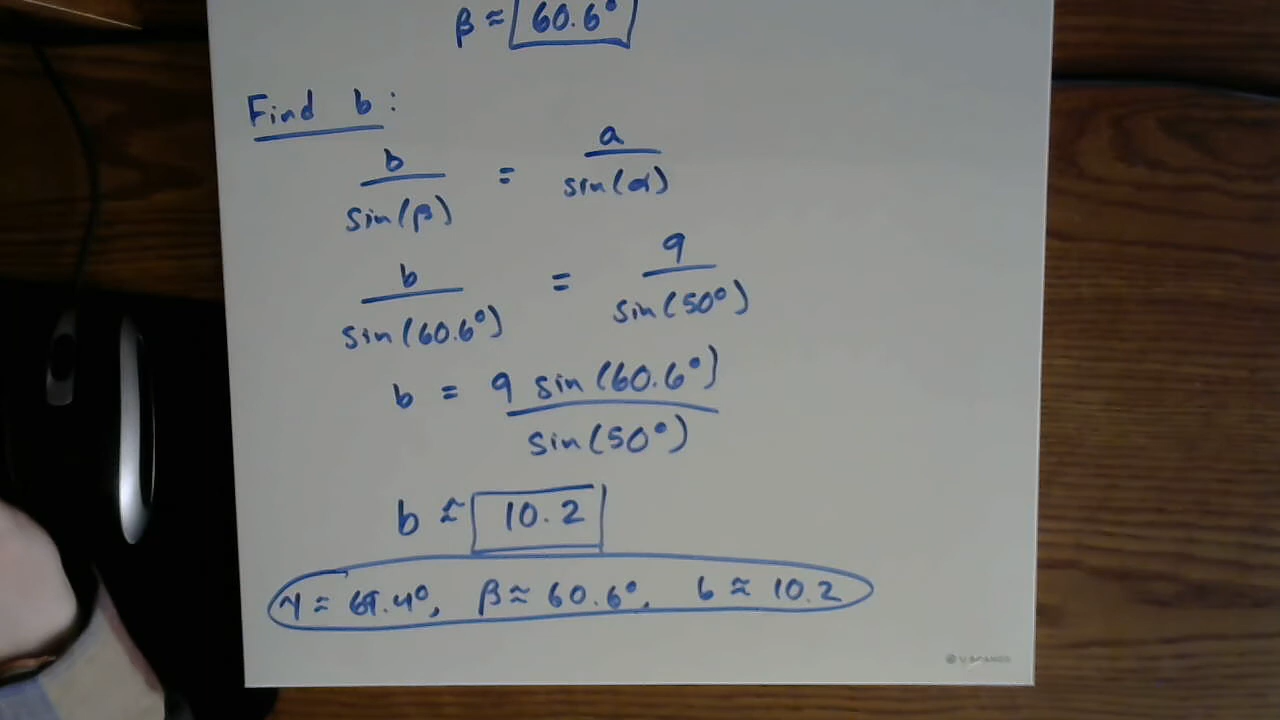 β ≈ 60.6°
Find b:
b / sin(β) = a / sin(α)
b / sin(60.6°) = 9 / sin(50°)
b = 9 sin(60.6°) / sin(50°)
b ≈ 10.2
γ ≈ 69.4°, β ≈ 60.6°, b ≈ 10.2